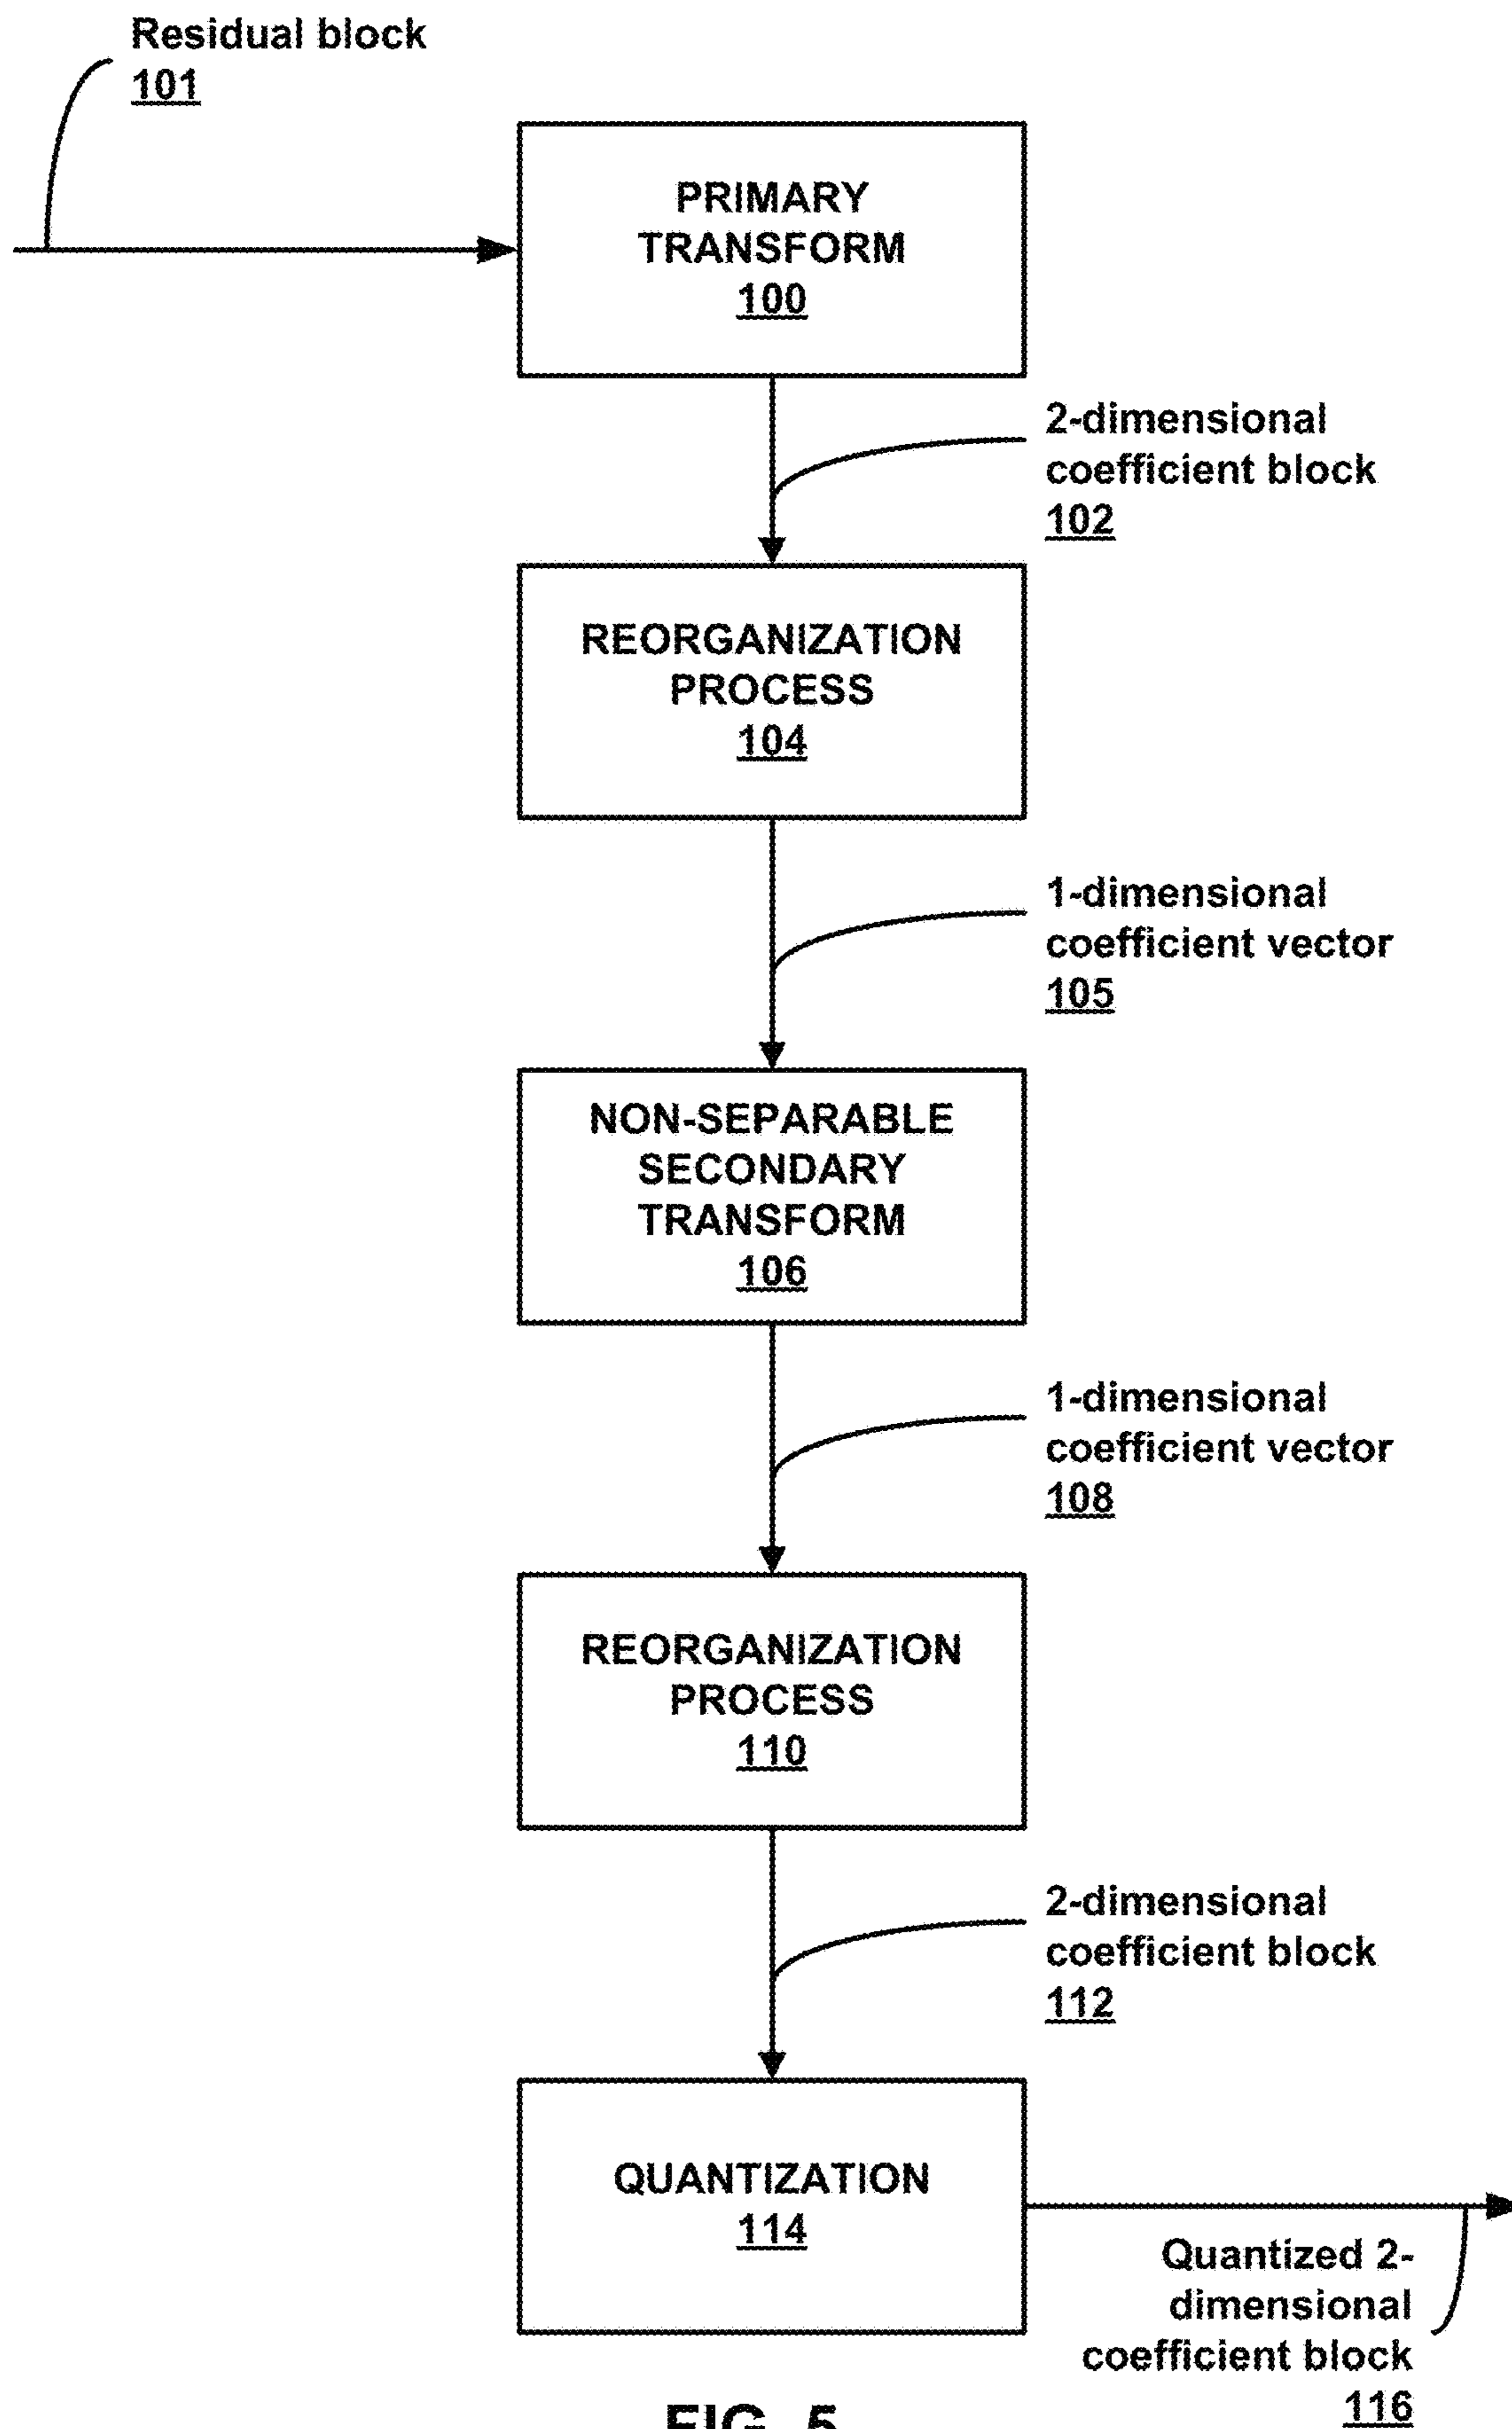 Residual block
101
PRIMARY
TRANSFORM
100
2-dimensional
coefficient block
102
REORGANIZATION
PROCESS
104
1-dimensional
coefficient vector
105
NON-SEPARABLE
SECONDARY
TRANSFORM
106
1-dimensional
coefficient vector
108
REORGANIZATION
PROCESS
110
2-dimensional
coefficient block
112
QUANTIZATION
114
Quantized 2-
dimensional
coefficient block
116
FIG. 5